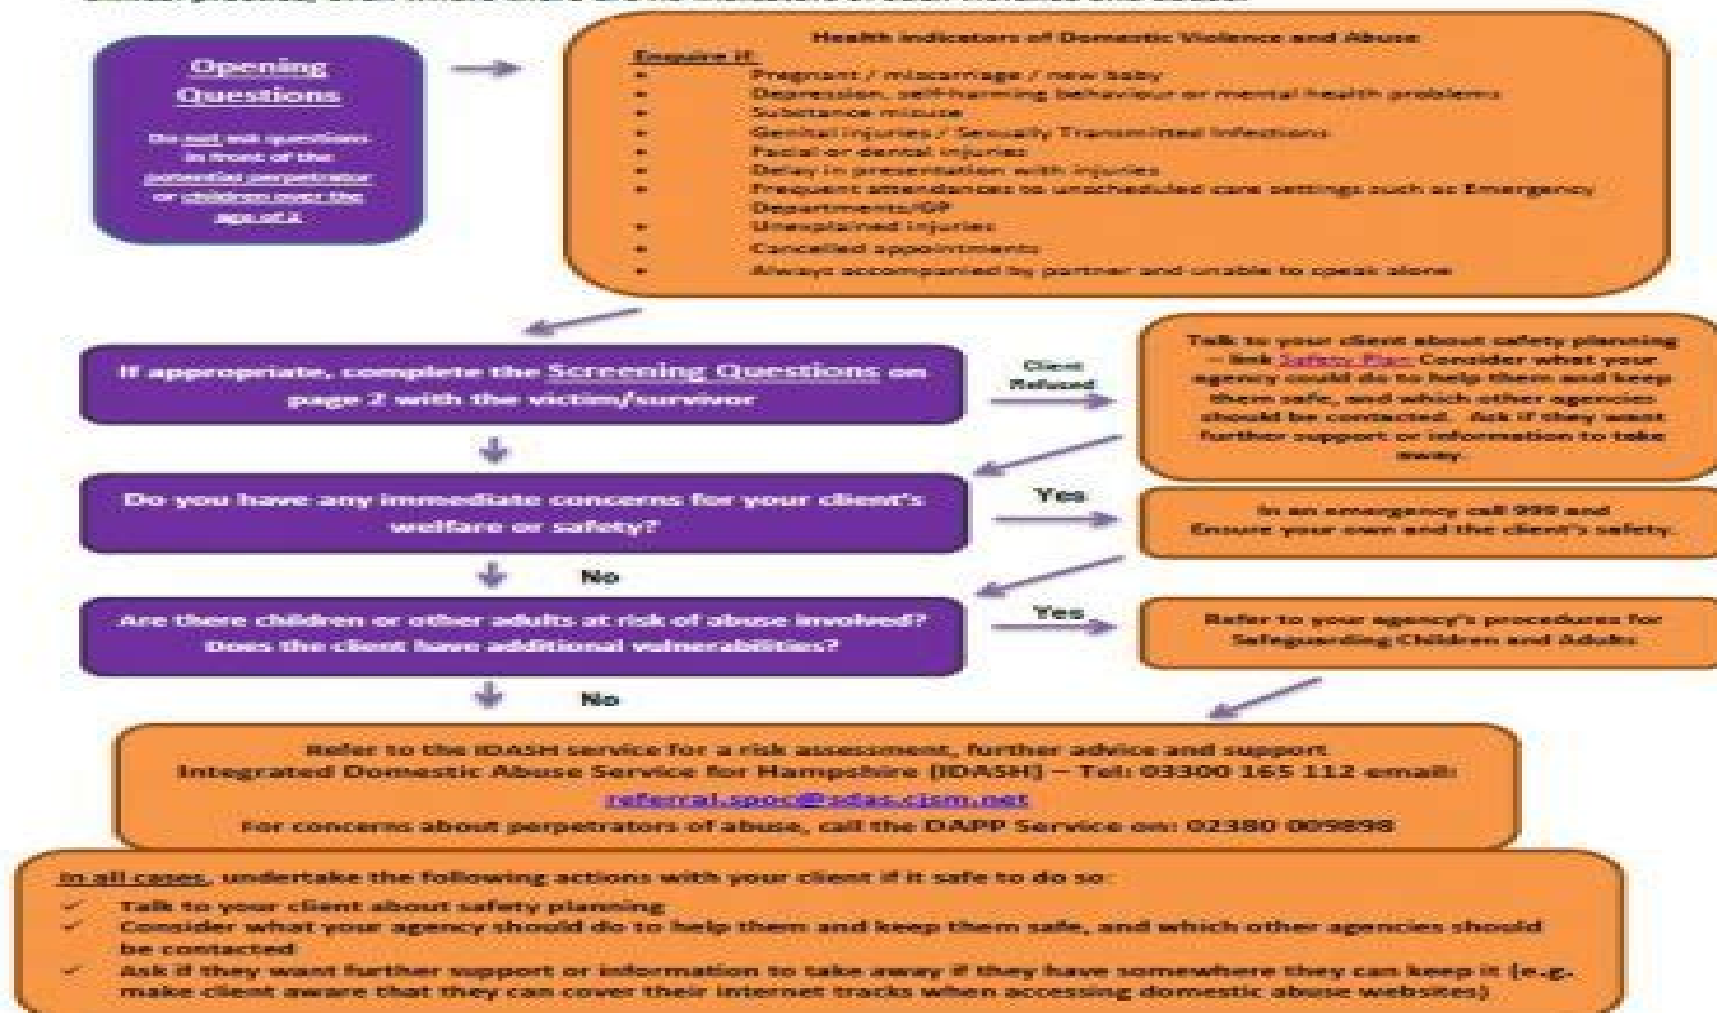 Opening
Questions
Do not ask questions
in front of the
potential perpetrator
or children over the
age of 2
Health Indicators of Domestic Violence and Abuse
Enquire if:
• Pregnant / miscarriage / new baby
• Depression, self-harming behaviour or mental health problems
• Substance misuse
• Genital injuries / Sexually Transmitted Infections
• Facial or dental injuries
• Delay in presentation with injuries
• Frequent attendances to unscheduled care settings such as Emergency
Departments/GP
• Unexplained injuries
• Cancelled appointments
• Always accompanied by partner and unable to speak alone
If appropriate, complete the Screening Questions on
page 2 with the victim/survivor
Client
Refused
Talk to your client about safety planning
– link Safety Plan Consider what your
agency could do to help them and keep
them safe, and which other agencies
should be contacted. Ask if they want
further support or information to take
away.
Do you have any immediate concerns for your client's
welfare or safety?
Yes
In an emergency call 999 and
Ensure your own and the client's safety.
No
Are there children or other adults at risk of abuse involved?
Does the client have additional vulnerabilities?
Yes
Refer to your agency's procedures for
Safeguarding Children and Adults
No
Refer to the IDASH service for a risk assessment, further advice and support
Integrated Domestic Abuse Service for Hampshire (IDASH) – Tel: 03300 165 112 email:
referral.spoc@sdas.cjsm.net
For concerns about perpetrators of abuse, call the DAPP Service on: 02380 009898
In all cases, undertake the following actions with your client if it safe to do so:
✓ Talk to your client about safety planning
✓ Consider what your agency should do to help them and keep them safe, and which other agencies should
be contacted
✓ Ask if they want further support or information to take away if they have somewhere they can keep it (e.g.
make client aware that they can cover their internet tracks when accessing domestic abuse websites)